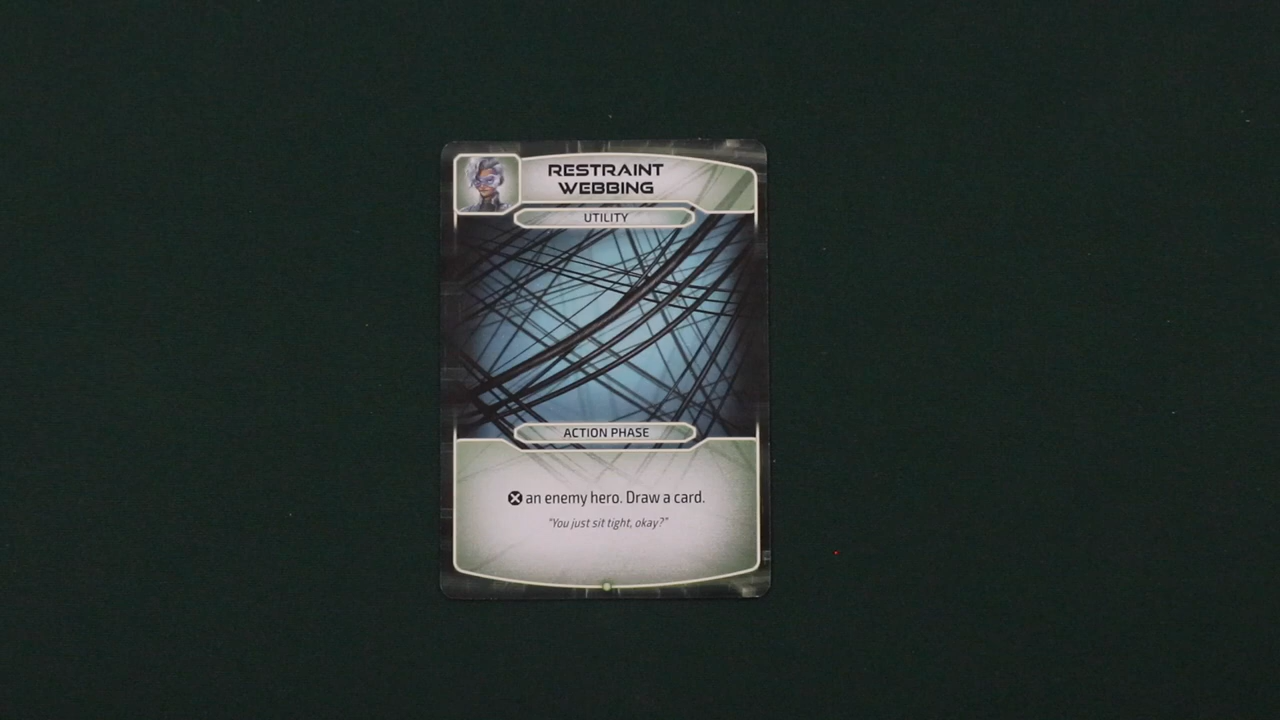 RESTRAINT
WEBBING
UTILITY
ACTION PHASE
an enemy hero. Draw a card.
"You just sit tight, okay?"